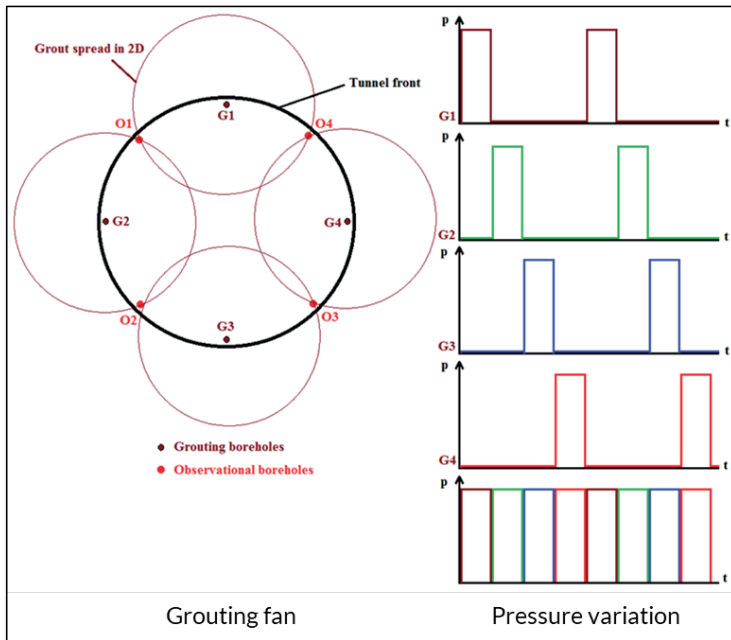 Grout spread in 2D
Tunnel front
G1
O1
O4
G2
G4
O2
O3
G3
Grouting boreholes
Observational boreholes
Grouting fan
p
G1
t
p
G2
t
p
G3
t
p
G4
t
p
t
Pressure variation